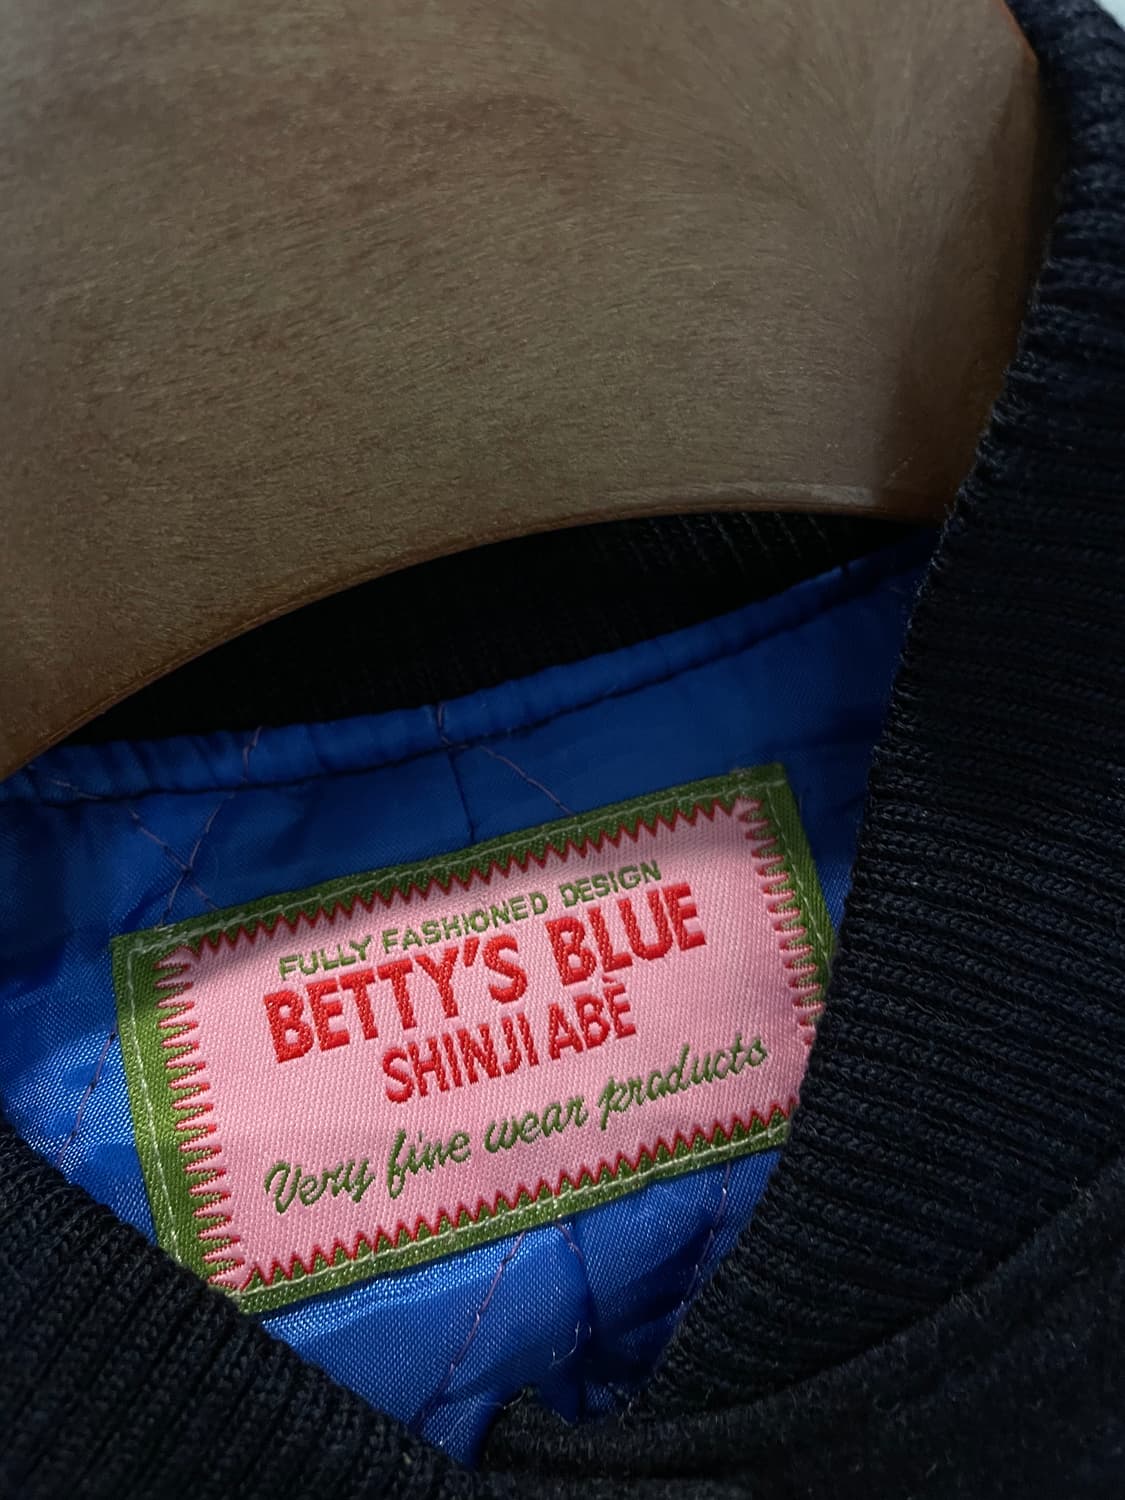 FULLY FASHIONED DESIGN
BETTY'S BLUE
SHINJI ABÈ
Very fine wear products